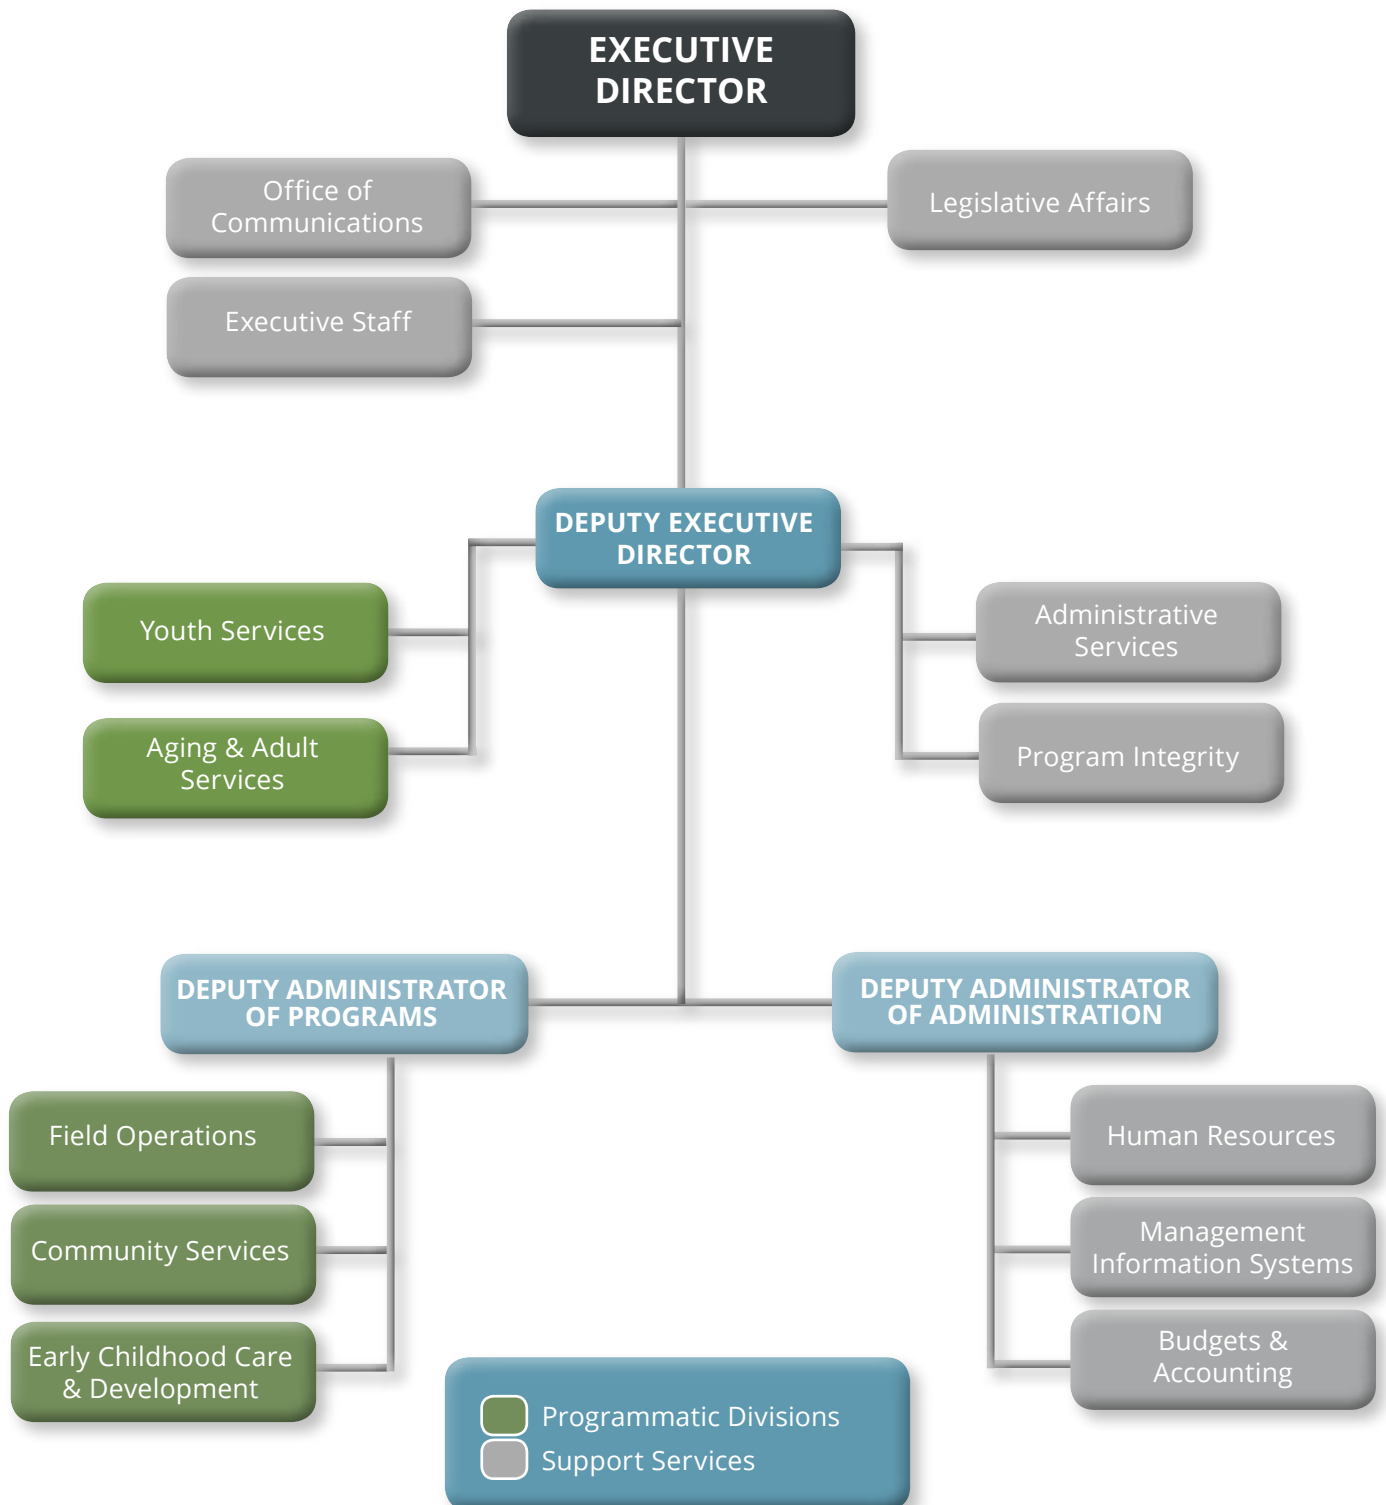 EXECUTIVE
DIRECTOR
Office of
Communications
Legislative Affairs
Executive Staff
DEPUTY EXECUTIVE
DIRECTOR
Youth Services
Administrative
Services
Aging & Adult
Services
Program Integrity
DEPUTY ADMINISTRATOR
OF PROGRAMS
DEPUTY ADMINISTRATOR
OF ADMINISTRATION
Field Operations
Community Services
Early Childhood Care
& Development
Human Resources
Management
Information Systems
Budgets &
Accounting
Programmatic Divisions
Support Services